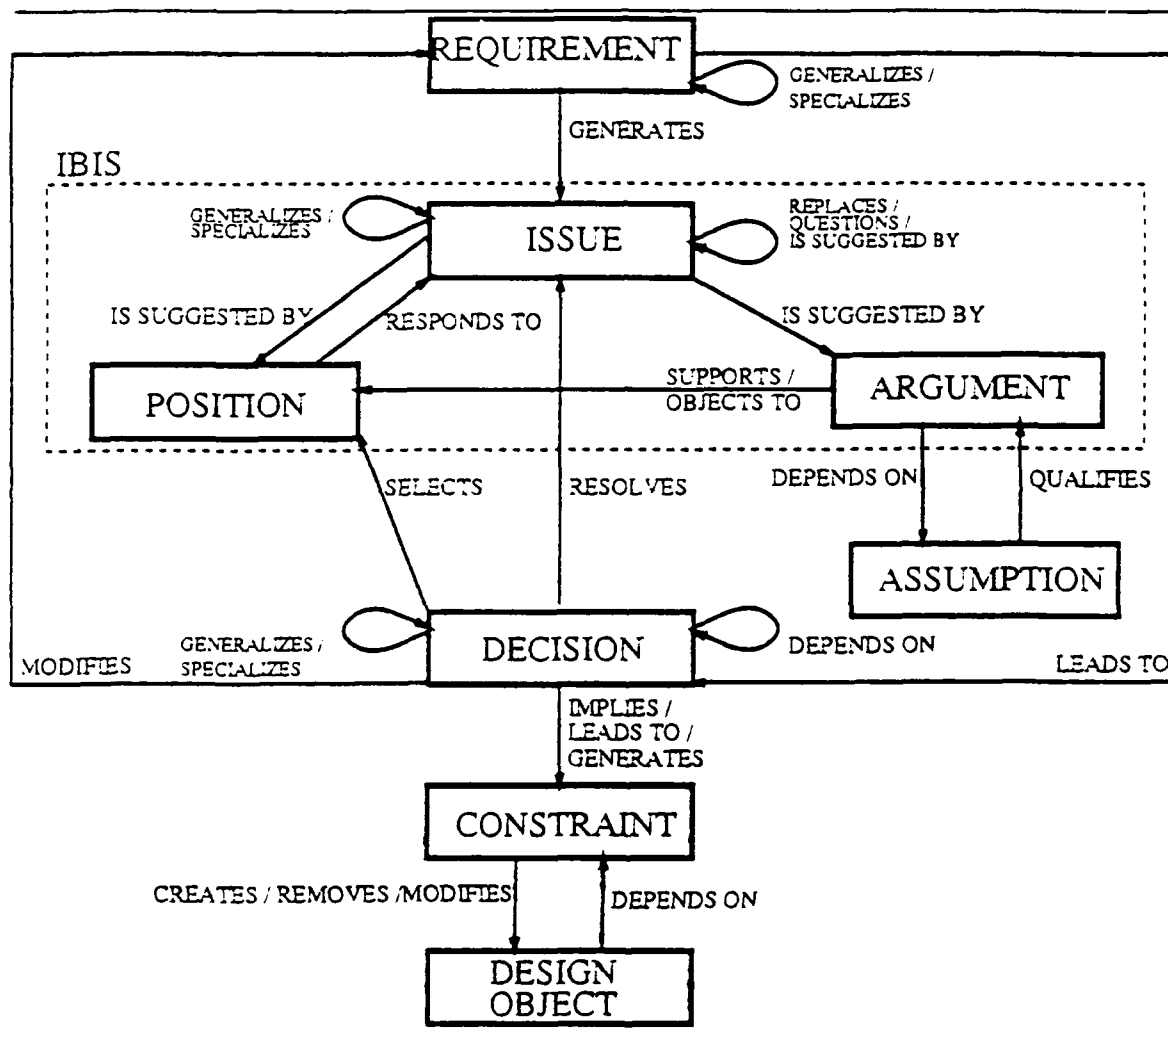 REQUIREMENT
GENERALIZES /
SPECIALIZES
GENERATES
IBIS
GENERALIZES /
SPECIALIZES
ISSUE
REPLACES /
QUESTIONS /
IS SUGGESTED BY
IS SUGGESTED BY
RESPONDS TO
IS SUGGESTED BY
POSITION
SUPPORTS /
OBJECTS TO
ARGUMENT
SELECTS
RESOLVES
DEPENDS ON
QUALIFIES
ASSUMPTION
MODIFIES
GENERALIZES /
SPECIALIZES
DECISION
DEPENDS ON
LEADS TO
IMPLIES /
LEADS TO /
GENERATES
CONSTRAINT
CREATES / REMOVES /MODIFIES
DEPENDS ON
DESIGN
OBJECT